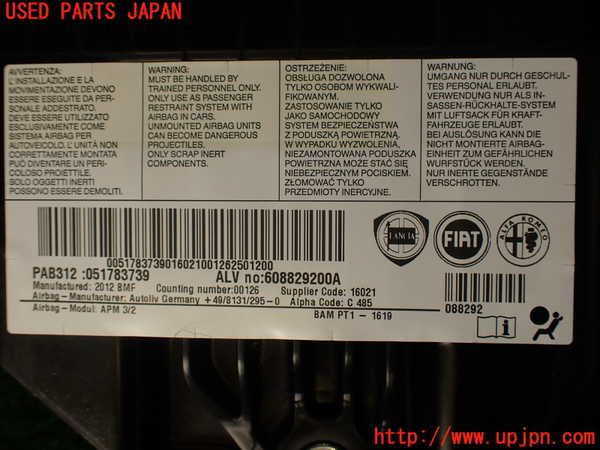 USED PARTS JAPAN
AVVERTENZA:
L'INSTALLAZIONE E LA
MOVIMENTAZIONE DEVONO
ESSERE ESEGUITE DA PER-
SONALE ADDESTRATO.
DEVE ESSERE UTILIZZATO
ESCLUSIVAMENTE COME
SISTEMA AIRBAG PER
AUTOVEICOLO. L'UNITÀ NON
CORRETTAMENTE MONTATA
PUÒ DIVENTARE UN PERI-
COLOSO PROIETTILE.
SOLO OGGETTI INERTI
POSSONO ESSERE DEMOLITI.
WARNING:
MUST BE HANDLED BY
TRAINED PERSONNEL ONLY.
ONLY USE AS PASSENGER
RESTRAINT SYSTEM WITH
AIRBAG IN CARS.
UNMOUNTED AIRBAG UNITS
CAN BECOME DANGEROUS
PROJECTILES.
ONLY SCRAP INERT
COMPONENTS.
OSTRZEŻENIE:
OBSŁUGA DOZWOLONA
TYLKO OSOBOM WYKWALI-
FIKOWANYM.
ZASTOSOWANIE TYLKO
JAKO SAMOCHODOWY
SYSTEM BEZPIECZEŃSTWA
Z PODUSZKĄ POWIETRZNĄ.
W WYPADKU WYZWOLENIA,
NIEZAMONTOWANA PODUSZKA
POWIETRZNA MOŻE STAĆ SIĘ
NIEBEZPIECZNYM POCISKIEM.
ZŁOMOWAĆ TYLKO
PRZEDMIOTY INERCYJNE.
WARNUNG:
UMGANG NUR DURCH GESCHUL-
TES PERSONAL ERLAUBT.
VERWENDUNG NUR ALS IN-
SASSEN-RÜCKHALTE-SYSTEM
MIT LUFTSACK FÜR KRAFT-
FAHRZEUGE ERLAUBT.
BEI AUSLÖSUNG KANN DIE
NICHT MONTIERTE AIRBAG-
EINHEIT ZUM GEFÄHRLICHEN
WURFSTÜCK WERDEN.
NUR INERTE GEGENSTÄNDE
VERSCHROTTEN.
LANCIA
FIAT
ALFA ROMEO
005178373901602100126250 1200
PAB312 :051783739
ALV no:608829200A
Manufactured: 2012 BMF
Counting number:00126
Supplier Code: 16021
Airbag - Manufacturer: Autoliv Germany +49/8131/295-0
Alpha Code: C 485
Airbag - Modul: APM 3/2
BAM PT1 - 1619
088292
http://www.upjpn.com/